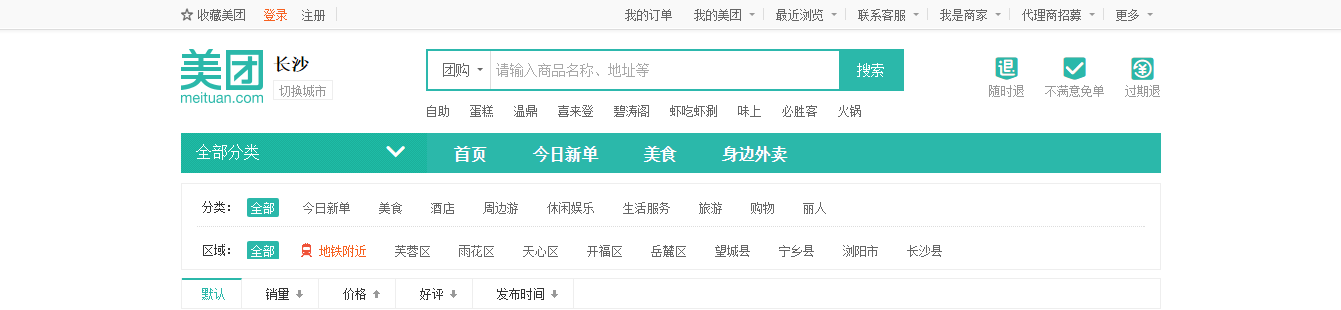 收藏美团 登录 注册 我的订单 我的美团 最近浏览 联系客服 我是商家 代理商招募 更多
美团 长沙 团购 请输入商品名称、地址等 搜索 退 
meituan.com 切换城市 随时退 不满意免单 过期退
自助 蛋糕 温鼎 喜来登 碧涛阁 虾吃虾涮 味上 必胜客 火锅
全部分类 首页 今日新单 美食 身边外卖
分类： 全部 今日新单 美食 酒店 周边游 休闲娱乐 生活服务 旅游 购物 丽人
区域： 全部 地铁附近 芙蓉区 雨花区 天心区 开福区 岳麓区 望城县 宁乡县 浏阳市 长沙县
默认 销量 价格 好评 发布时间